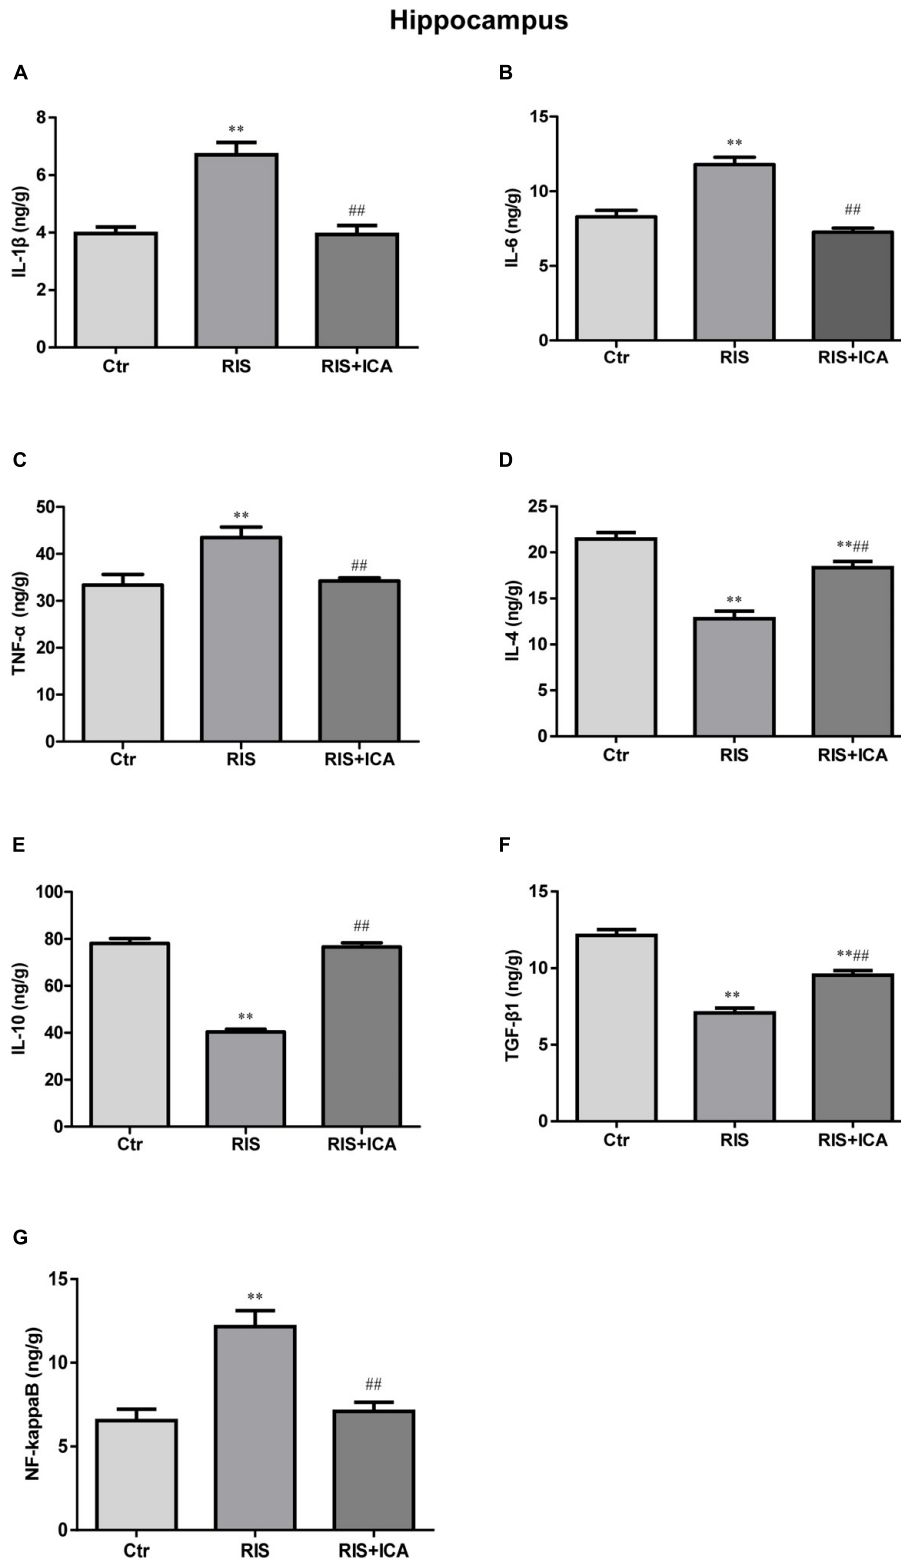 Hippocampus
A
IL-1β (ng/g)
8
6
4
2
0
**
##
Ctr
RIS
RIS+ICA
B
IL-6 (ng/g)
15
10
5
0
**
##
Ctr
RIS
RIS+ICA
C
TNF-α (ng/g)
50
40
30
20
10
0
**
##
Ctr
RIS
RIS+ICA
D
IL-4 (ng/g)
25
20
15
10
5
0
**
**##
Ctr
RIS
RIS+ICA
E
IL-10 (ng/g)
100
80
60
40
20
0
**
##
Ctr
RIS
RIS+ICA
F
TGF-β1 (ng/g)
15
10
5
0
**
**##
Ctr
RIS
RIS+ICA
G
NF-kappaB (ng/g)
15
10
5
0
**
##
Ctr
RIS
RIS+ICA